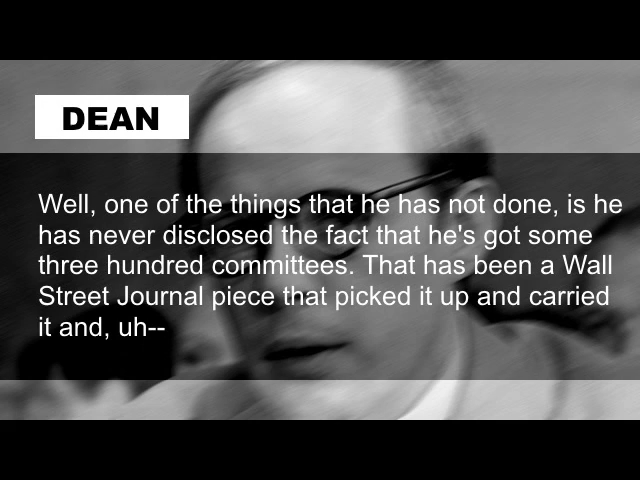 DEAN
Well, one of the things that he has not done, is he
has never disclosed the fact that he's got some
three hundred committees. That has been a Wall
Street Journal piece that picked it up and carried
it and, uh--